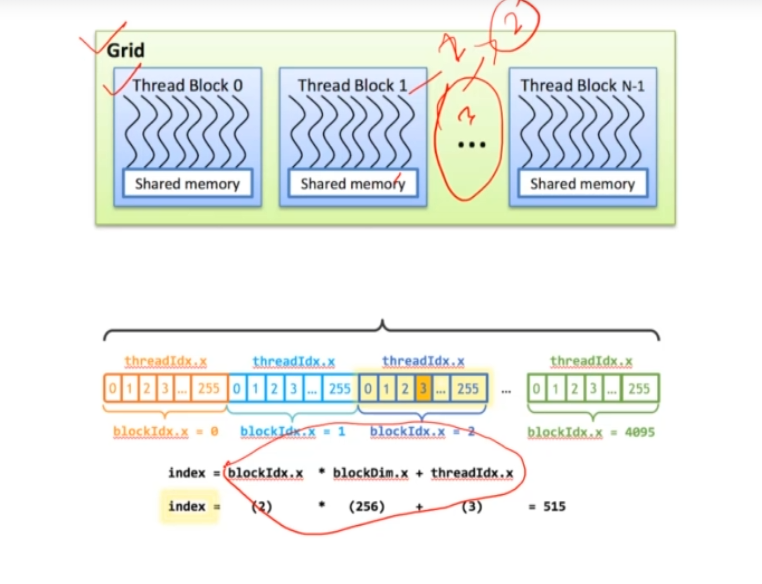 Grid
Thread Block 0 Thread Block 1 2 2 Thread Block N-1
3
...
Shared memory Shared memory Shared memory
threadIdx.x threadIdx.x threadIdx.x threadIdx.x
0 1 2 3 ... 255 0 1 2 3 ... 255 0 1 2 3 ... 255 ... 0 1 2 3 ... 255
blockIdx.x = 0 blockIdx.x = 1 blockIdx.x = 2 blockIdx.x = 4095
index = blockIdx.x * blockDim.x + threadIdx.x
index = (2) * (256) + (3) = 515